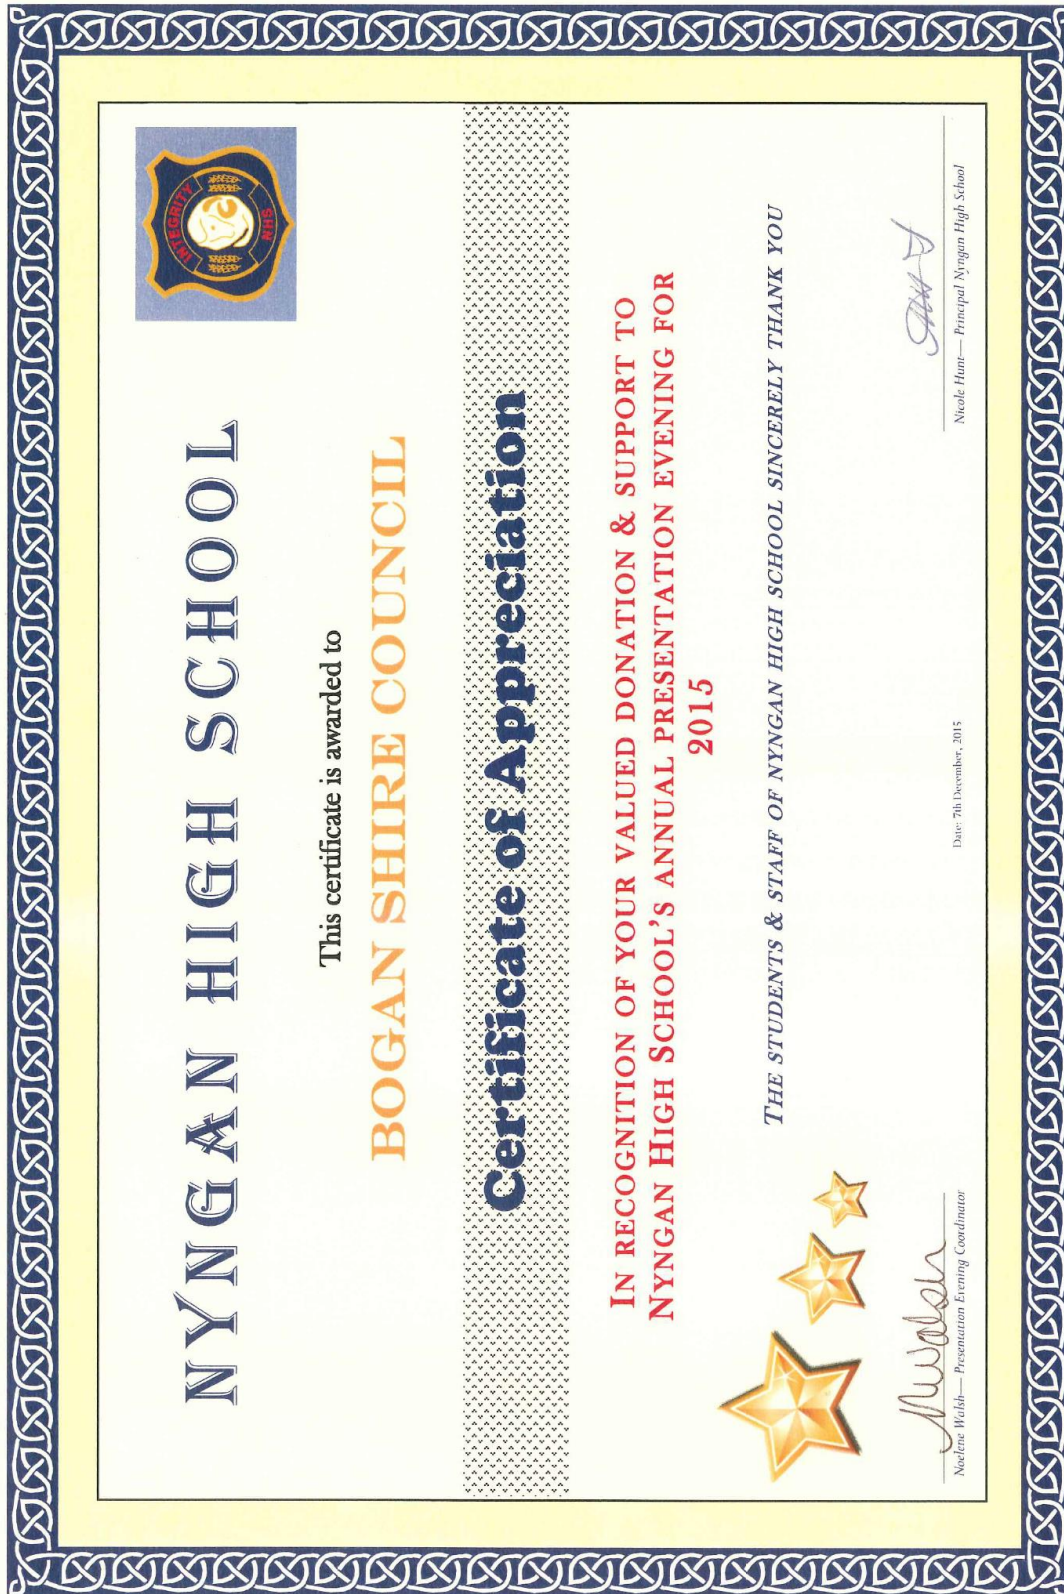 NYNGAN HIGH SCHOOL
INTEGRITY
NHS
This certificate is awarded to
BOGAN SHIRE COUNCIL
Certificate of Appreciation
IN RECOGNITION OF YOUR VALUED DONATION & SUPPORT TO
NYNGAN HIGH SCHOOL'S ANNUAL PRESENTATION EVENING FOR
2015
THE STUDENTS & STAFF OF NYNGAN HIGH SCHOOL SINCERELY THANK YOU
NWalsh
Noelene Walsh— Presentation Evening Coordinator
Date: 7th December, 2015
Nicole Hunt— Principal Nyngan High School